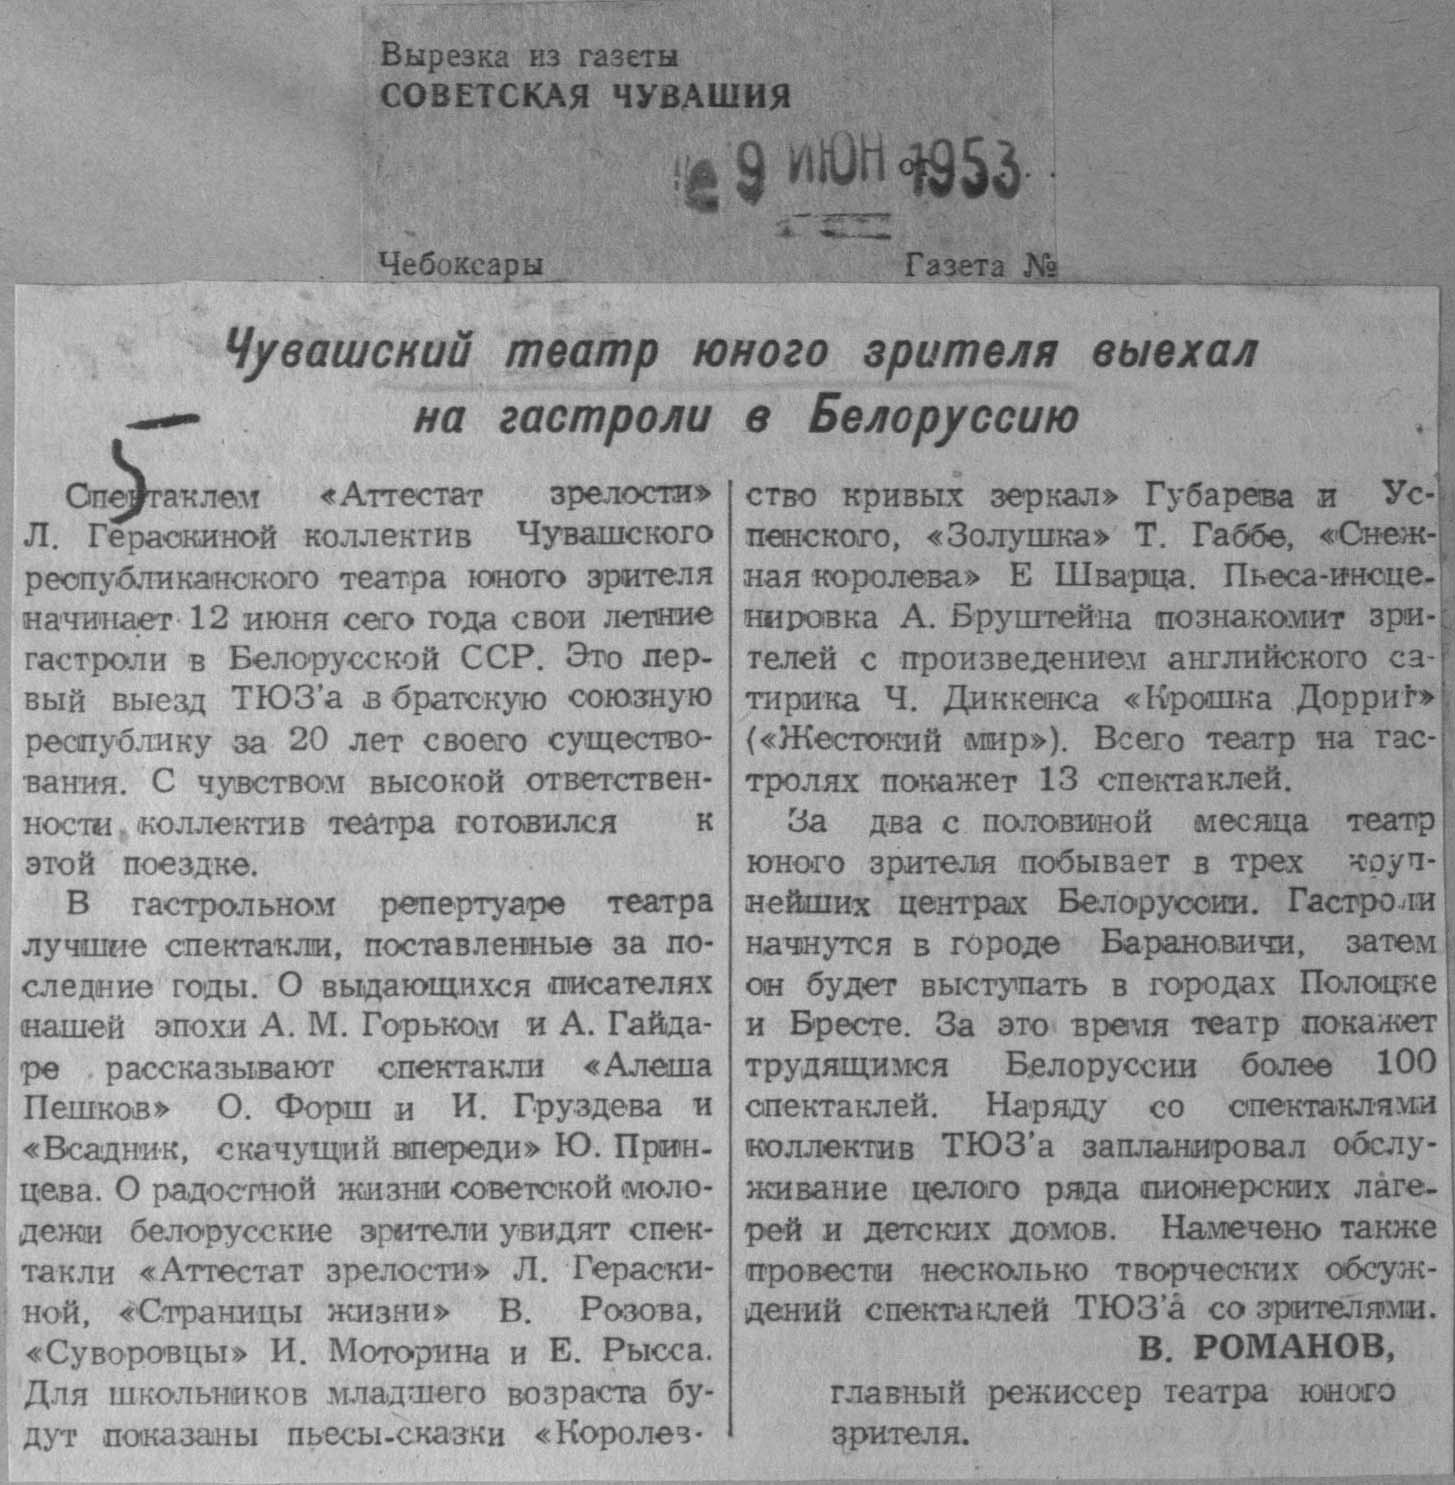 Вырезка из газеты
СОВЕТСКАЯ ЧУВАШИЯ
9 ИЮН 1953
Чебоксары Газета №
Чувашский театр юного зрителя выехал
на гастроли в Белоруссию
Спектаклем «Аттестат зрелости»
Л. Гераскиной коллектив Чувашского
республиканского театра юного зрителя
начинает 12 июня сего года свои летние
гастроли в Белорусской ССР. Это пер-
вый выезд ТЮЗ'а в братскую союзную
республику за 20 лет своего существо-
вания. С чувством высокой ответствен-
ности коллектив театра готовился к
этой поездке.
В гастрольном репертуаре театра
лучшие спектакли, поставленные за по-
следние годы. О выдающихся писателях
нашей эпохи А. М. Горьком и А. Гайда-
ре рассказывают спектакли «Алеша
Пешков» О. Форш и И. Груздева и
«Всадник, скачущий впереди» Ю. Прин-
цева. О радостной жизни советской моло-
дежи белорусские зрители увидят спек-
такли «Аттестат зрелости» Л. Гераски-
ной, «Страницы жизни» В. Розова,
«Суворовцы» И. Моторина и Е. Рысса.
Для школьников младшего возраста бу-
дут показаны пьесы-сказки «Королев-
ство кривых зеркал» Губарева и Ус-
пенского, «Золушка» Т. Габбе, «Снеж-
ная королева» Е Шварца. Пьеса-инсце-
нировка А. Бруштейна познакомит зри-
телей с произведением английского са-
тирика Ч. Диккенса «Крошка Доррит»
(«Жестокий мир»). Всего театр на гас-
тролях покажет 13 спектаклей.
За два с половиной месяца театр
юного зрителя побывает в трех круп-
нейших центрах Белоруссии. Гастроли
начнутся в городе Барановичи, затем
он будет выступать в городах Полоцке
и Бресте. За это время театр покажет
трудящимся Белоруссии более 100
спектаклей. Наряду со спектаклями
коллектив ТЮЗ'а запланировал обслу-
живание целого ряда пионерских лаге-
рей и детских домов. Намечено также
провести несколько творческих обсуж-
дений спектаклей ТЮЗ'а со зрителями.
В. РОМАНОВ,
главный режиссер театра юного
зрителя.